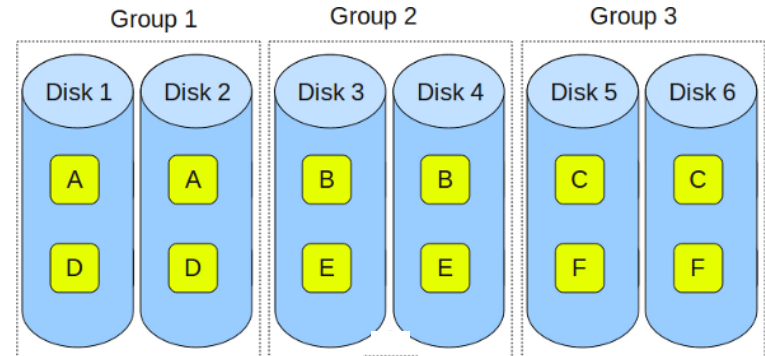 Group 1 Group 2 Group 3
Disk 1 Disk 2 Disk 3 Disk 4 Disk 5 Disk 6
A A B B C C
D D E E F F